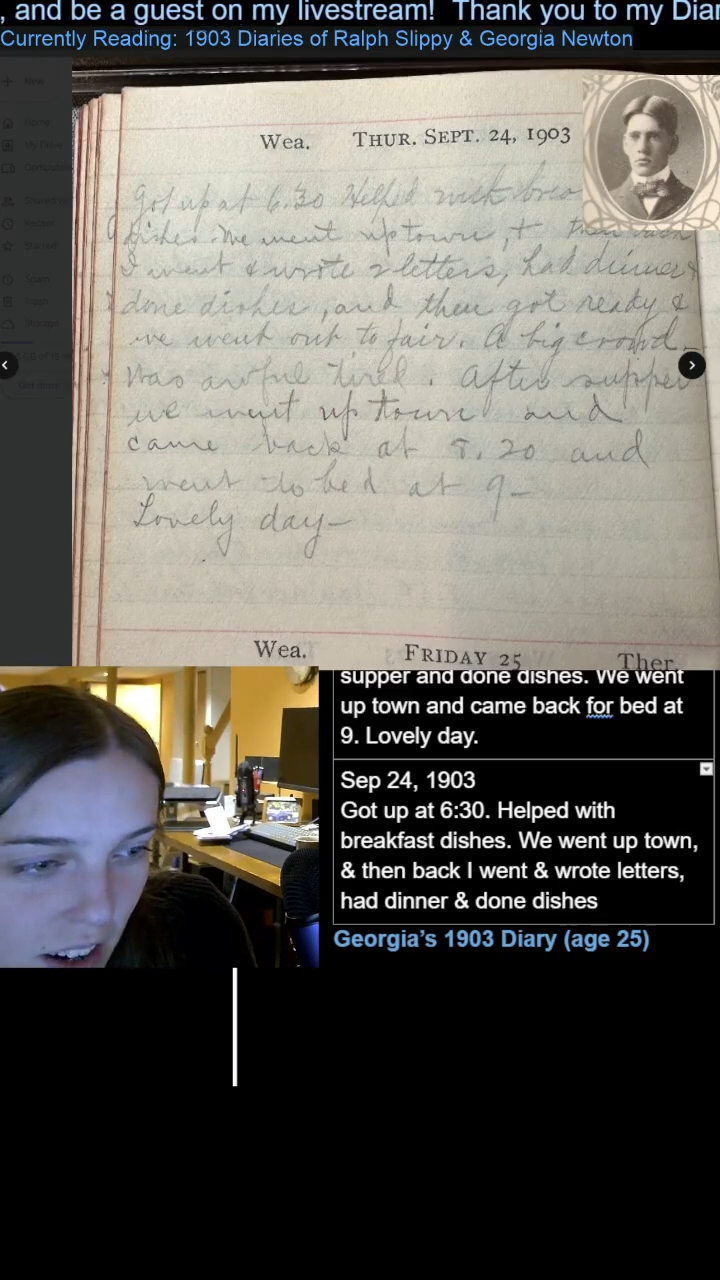 , and be a guest on my livestream! Thank you to my Diar
Currently Reading: 1903 Diaries of Ralph Slippy & Georgia Newton
Wea. THUR. SEPT. 24, 1903
Got up at 6.30 Helped with brea
dishes. We went up town, + then back
I went & wrote 2 letters, had dinner &
done dishes, and then got ready &
we went out to fair. A big crowd.
Was awful tired. After supper
we went up town and
came back at 8.20 and
went to bed at 9-
Lovely day-
Wea. FRIDAY 25 Ther.
supper and done dishes. We went
up town and came back for bed at
9. Lovely day.
Sep 24, 1903
Got up at 6:30. Helped with
breakfast dishes. We went up town,
& then back I went & wrote letters,
had dinner & done dishes
Georgia's 1903 Diary (age 25)